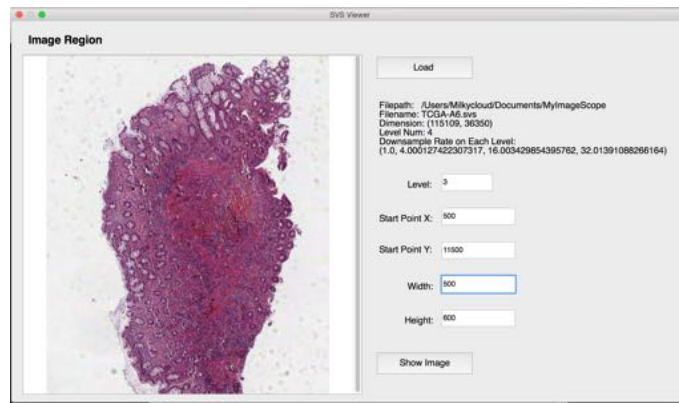 SVS Viewer
Image Region
Load
Filepath: /Users/Milkycloud/Documents/MyImageScope
Filename: TCGA-A6.svs
Dimension: (115109, 36350)
Level Num: 4
Downsample Rate on Each Level:
(1.0, 4.000127422307317, 16.003429854395762, 32.01391088266164)
Level: 3
Start Point X: 500
Start Point Y: 11500
Width: 500
Height: 600
Show Image